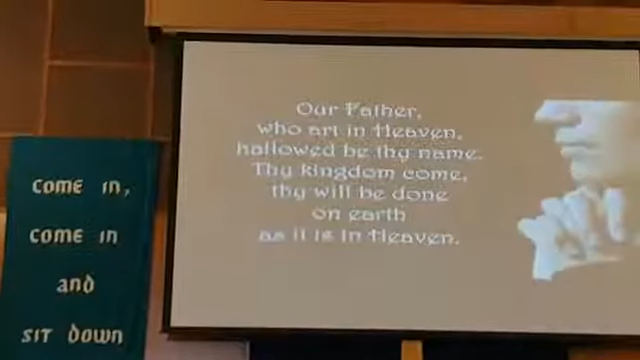 come in,
come in
and
sit down
Our Father,
who art in Heaven,
hallowed be thy name.
Thy kingdom come,
thy will be done
on earth
as it is in Heaven.